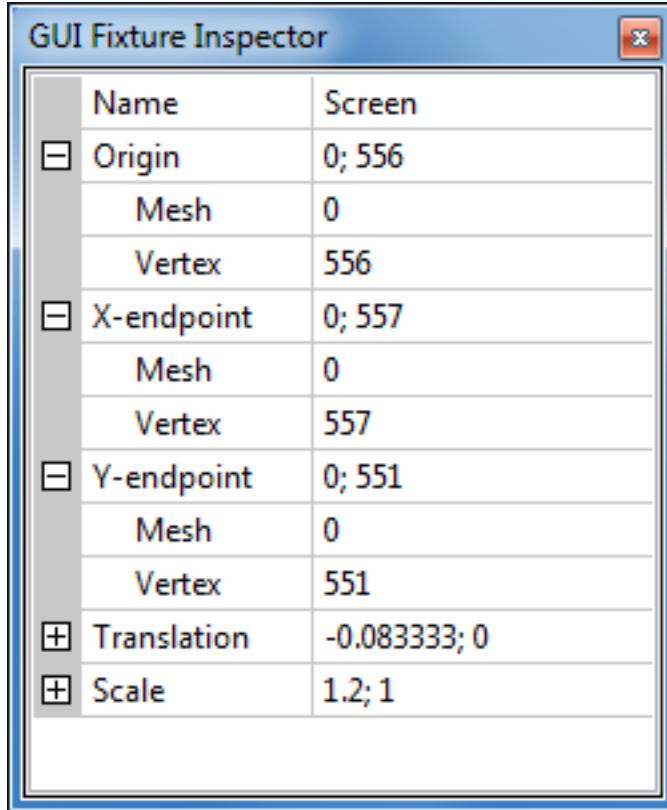 GUI Fixture Inspector
Name Screen
Origin 0; 556
Mesh 0
Vertex 556
X-endpoint 0; 557
Mesh 0
Vertex 557
Y-endpoint 0; 551
Mesh 0
Vertex 551
Translation -0.083333; 0
Scale 1.2; 1